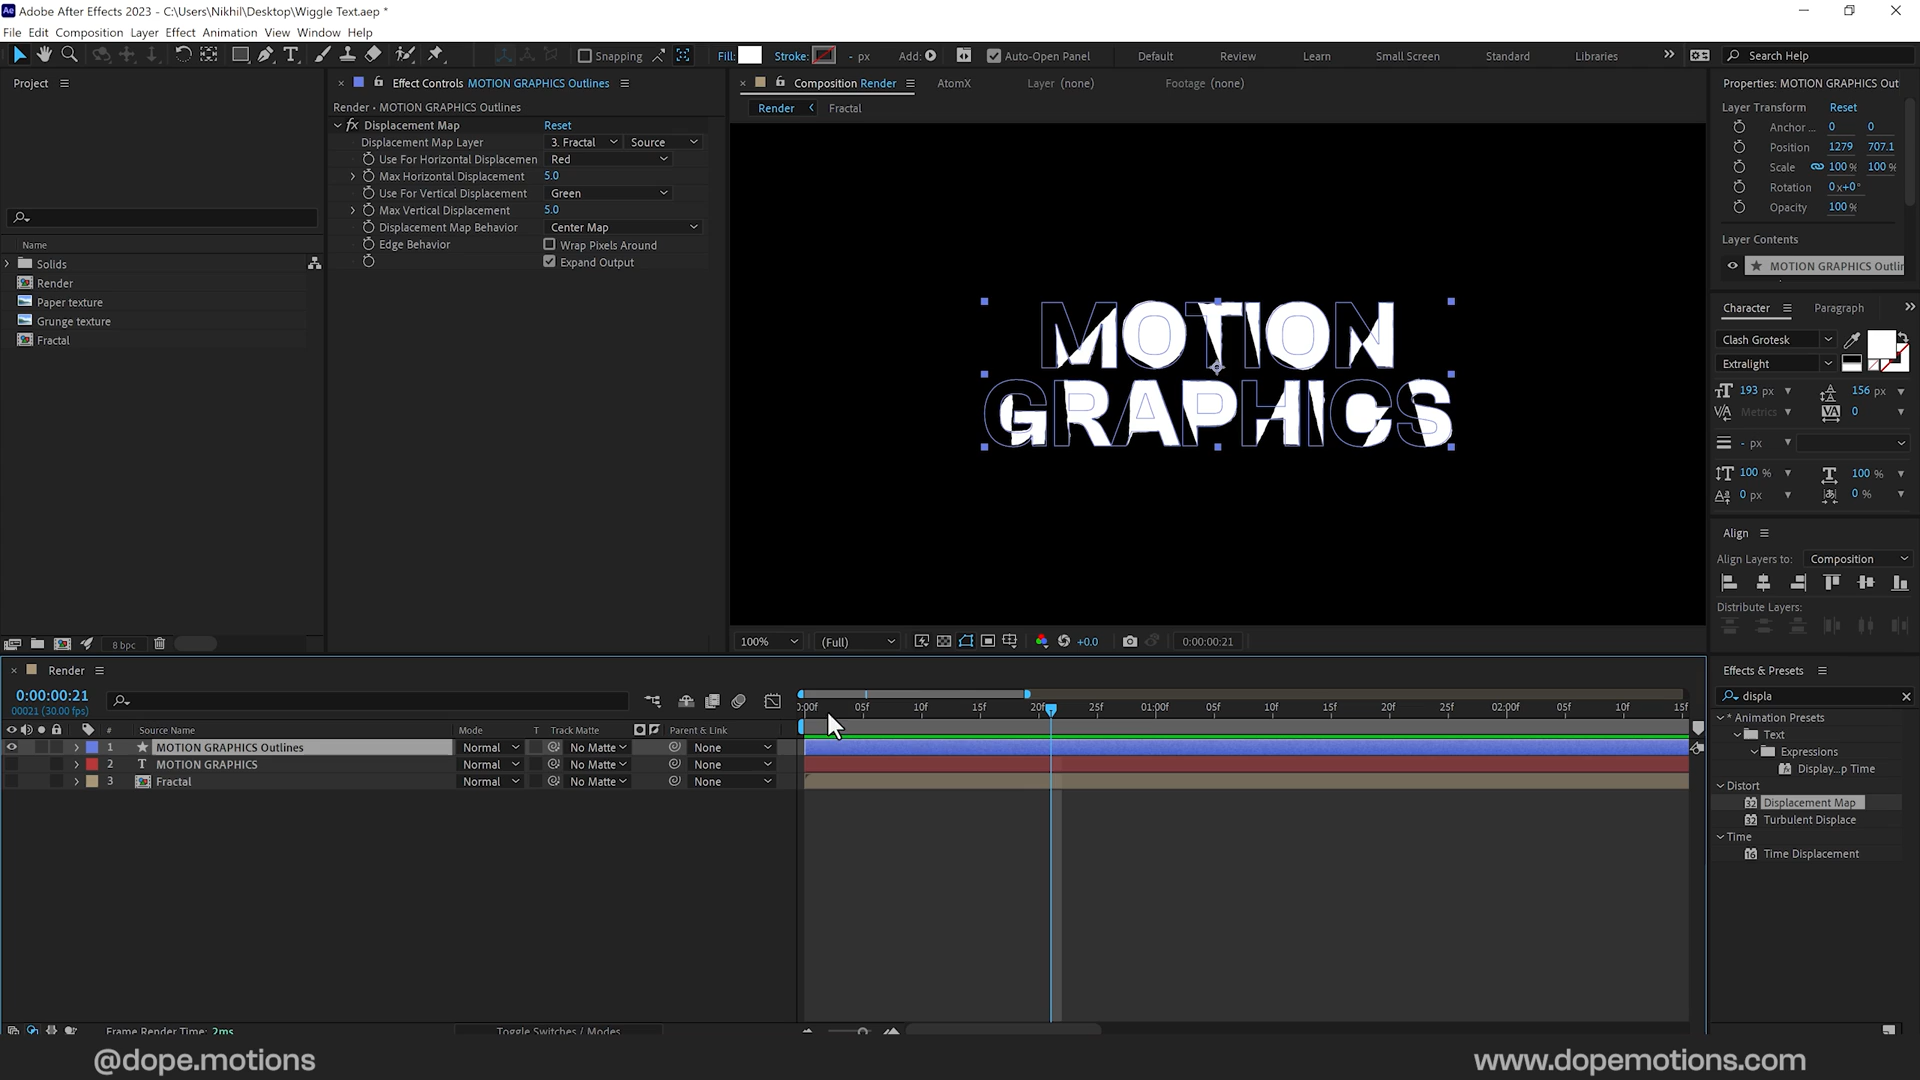 Adobe After Effects 2023 - C:\Users\Nikhil\Desktop\Wiggle Text.aep *
File Edit Composition Layer Effect Animation View Window Help
Snapping Fill: Stroke: - px Add: Auto-Open Panel Default Review Learn Small Screen Standard Libraries Search Help
Project
Name
Solids
Render
Paper texture
Grunge texture
Fractal
8 bpc
Effect Controls MOTION GRAPHICS Outlines
Render • MOTION GRAPHICS Outlines
fx Displacement Map Reset
Displacement Map Layer 3. Fractal Source
Use For Horizontal Displacemen Red
Max Horizontal Displacement 5.0
Use For Vertical Displacement Green
Max Vertical Displacement 5.0
Displacement Map Behavior Center Map
Edge Behavior Wrap Pixels Around
Expand Output
Composition Render AtomX Layer (none) Footage (none)
Render Fractal
MOTION
GRAPHICS
100% (Full) +0.0 0:00:00:21
Properties: MOTION GRAPHICS Out
Layer Transform Reset
Anchor ... 0 0
Position 1279 707.1
Scale 100 % 100 %
Rotation 0x+0°
Opacity 100 %
Layer Contents
MOTION GRAPHICS Outlin
Character Paragraph
Clash Grotesk
Extralight
193 px 156 px
Metrics 0
- px
100 % 100 %
0 px 0 %
Align
Align Layers to: Composition
Distribute Layers:
Effects & Presets
displa
* Animation Presets
Text
Expressions
Display...p Time
Distort
32 Displacement Map
32 Turbulent Displace
Time
16 Time Displacement
Render
0:00:00:21
00021 (30.00 fps)
0:00f 05f 10f 15f 20f 25f 01:00f 05f 10f 15f 20f 25f 02:00f 05f 10f 15f
# Source Name Mode T Track Matte Parent & Link
1 MOTION GRAPHICS Outlines Normal No Matte None
2 T MOTION GRAPHICS Normal No Matte None
3 Fractal Normal No Matte None
Frame Render Time: 2ms Toggle Switches / Modes
@dope.motions www.dopemotions.com